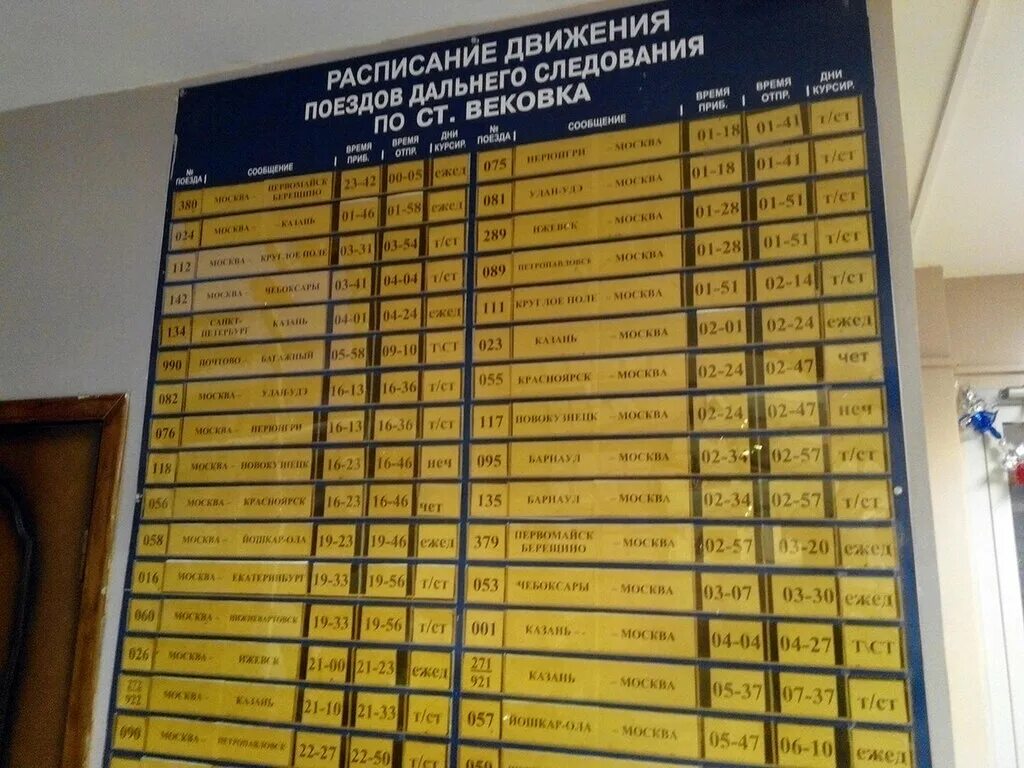 РАСПИСАНИЕ ДВИЖЕНИЯ
ПОЕЗДОВ ДАЛЬНЕГО СЛЕДОВАНИЯ
ПО СТ. ВЕКОВКА
№ ПОЕЗДА СООБЩЕНИЕ ВРЕМЯ ПРИБ. ВРЕМЯ ОТПР. ДНИ КУРСИР.
380 МОСКВА- ПЕРВОМАЙСК БЕРЕЩИНО 23-42 00-05 ежед
024 МОСКВА- -КАЗАНЬ 01-46 01-58 ежед
112 МОСКВА- КРУГЛОЕ ПОЛЕ 03-31 03-54 т/ст
142 МОСКВА - ЧЕБОКСАРЫ 03-41 04-04 т/ст
134 САНКТ-ПЕТЕРБУРГ КАЗАНЬ 04-01 04-24 ежед
990 ПОЧТОВО- БАГАЖНЫЙ 05-58 09-10 Т\СТ
082 МОСКВА- УЛАН-УДЭ 16-13 16-36 т/ст
076 МОСКВА- НЕРЮНГРИ 16-13 16-36 т/ст
118 МОСКВА- НОВОКУЗНЕЦК 16-23 16-46 неч
056 МОСКВА- КРАСНОЯРСК 16-23 16-46 чет
058 МОСКВА- ЙОШКАР-ОЛА 19-23 19-46 ежед
016 МОСКВА- ЕКАТЕРИНБУРГ 19-33 19-56 т/ст
060 МОСКВА- НИЖНЕВАРТОВСК 19-33 19-56 т/ст
026 МОСКВА- ИЖЕВСК 21-00 21-23 ежед
272/922 МОСКВА- КАЗАНЬ 21-10 21-33 т/ст
090 МОСКВА- ПЕТРОПАВЛОВСК 22-27 22-50 т/ст
№ ПОЕЗДА СООБЩЕНИЕ ВРЕМЯ ПРИБ. ВРЕМЯ ОТПР. ДНИ КУРСИР.
075 НЕРЮНГРИ -МОСКВА 01-18 01-41 т/ст
081 УЛАН-УДЭ -МОСКВА 01-18 01-41 т/ст
289 ИЖЕВСК -МОСКВА 01-28 01-51 т/ст
089 ПЕТРОПАВЛОВСК -МОСКВА 01-28 01-51 т/ст
111 КРУГЛОЕ ПОЛЕ -МОСКВА 01-51 02-14 т/ст
023 КАЗАНЬ -МОСКВА 02-01 02-24 ежед
055 КРАСНОЯРСК -МОСКВА 02-24 02-47 чет
117 НОВОКУЗНЕЦК -МОСКВА 02-24 02-47 неч
095 БАРНАУЛ -МОСКВА 02-34 02-57 т/ст
135 БАРНАУЛ -МОСКВА 02-34 02-57 т/ст
379 ПЕРВОМАЙСК БЕРЕЩИНО -МОСКВА 02-57 03-20 ежед
053 ЧЕБОКСАРЫ -МОСКВА 03-07 03-30 ежед
001 КАЗАНЬ- -МОСКВА 04-04 04-27 Т\СТ
271/921 КАЗАНЬ -МОСКВА 05-37 07-37 т/ст
057 ЙОШКАР-ОЛА -МОСКВА 05-47 06-10 ежед